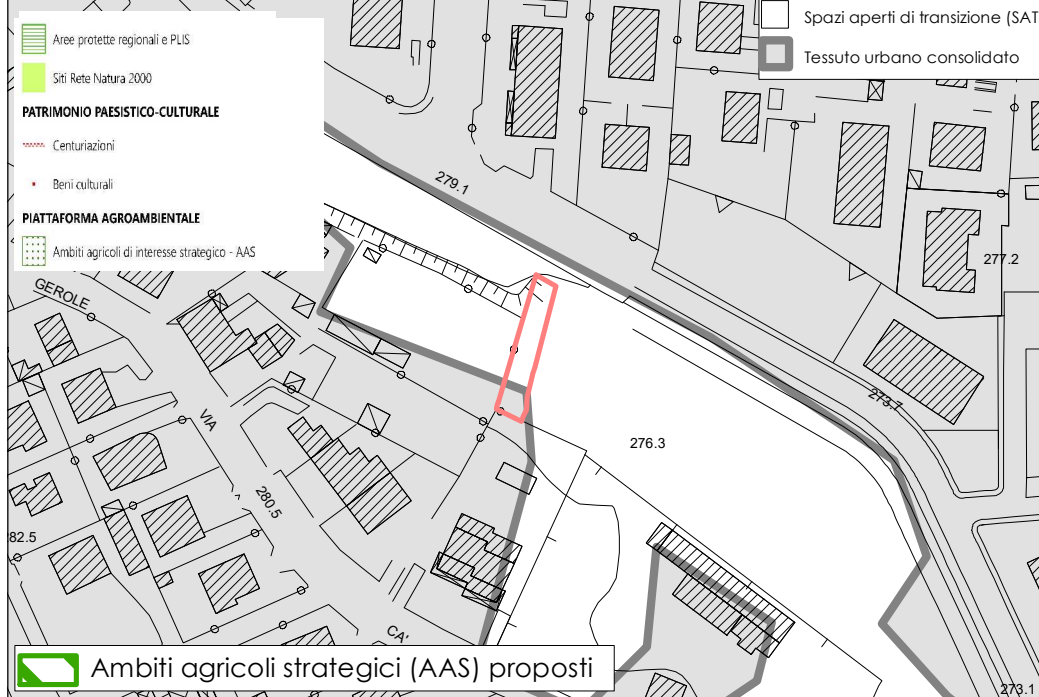 Aree protette regionali e PLIS
Siti Rete Natura 2000
PATRIMONIO PAESISTICO-CULTURALE
Centuriazioni
Beni culturali
PIATTAFORMA AGROAMBIENTALE
Ambiti agricoli di interesse strategico - AAS
Spazi aperti di transizione (SAT
Tessuto urbano consolidato
279.1
277.2
GEROLE
273.7
VIA
276.3
280.5
82.5
CA'
Ambiti agricoli strategici (AAS) proposti
273.1